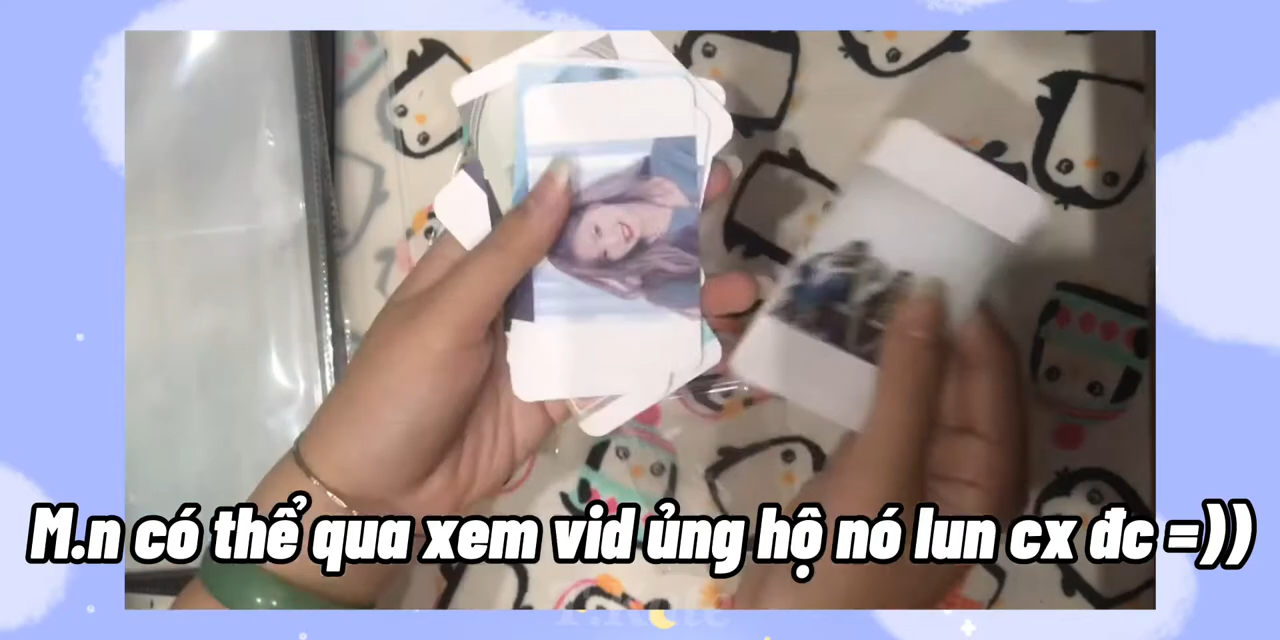 M.n có thể qua xem vid ủng hộ nó lun cx đc =))